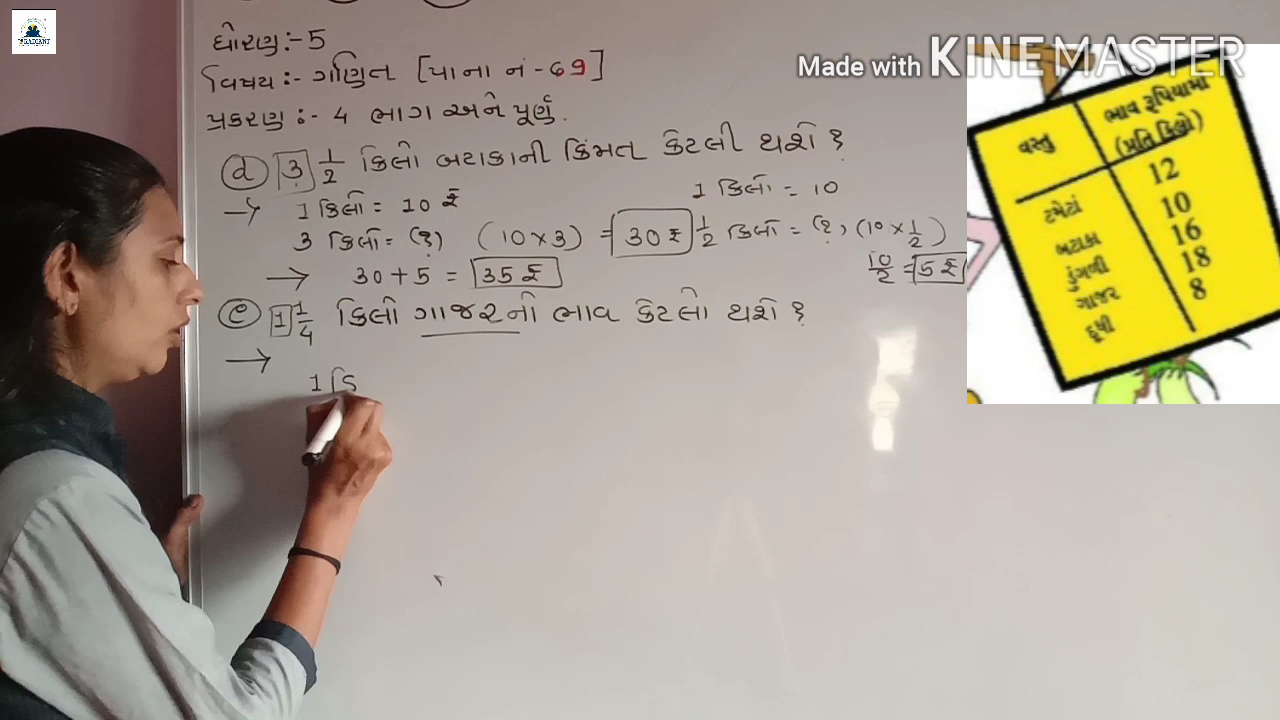 ધોરણ:- 5
વિષય:- ગણિત [પાના નં - ૬૧]
પ્રકરણ:- 4 ભાગ અને પૂર્ણ.
(d) 3 1/2 કિલો બટાકાની કિંમત કેટલી થશે ?
→ 1 કિલો = 10 ₹
1 કિલો = 10
3 કિલો = (?) (10 × 3) = 30 ₹
1/2 કિલો = (?), (10 × 1/2)
→ 30 + 5 = 35 ₹
10/2 = 5 ₹
(e) 1 1/4 કિલો ગાજરનો ભાવ કેટલો થશે ?
→
1 કિ
Made with KINEMASTER
વસ્તુ ભાવ રૂપિયામાં (પ્રતિ કિલો)
ટમેટાં 12
બટાકા 10
ડુંગળી 16
ગાજર 18
દૂધી 8